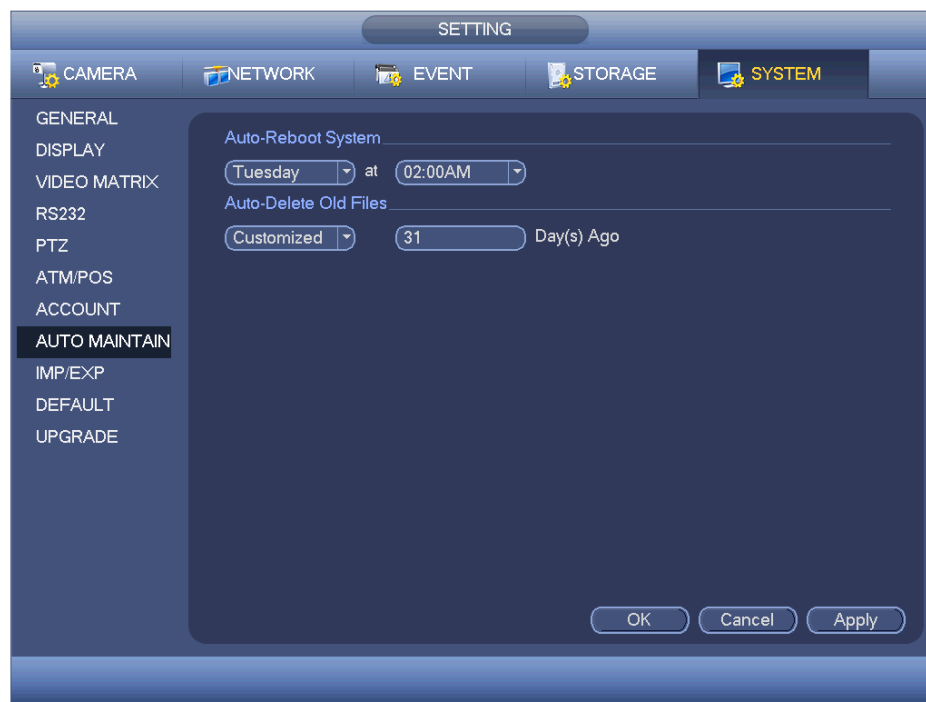 SETTING
CAMERA NETWORK EVENT STORAGE SYSTEM
GENERAL
DISPLAY
VIDEO MATRIX
RS232
PTZ
ATM/POS
ACCOUNT
AUTO MAINTAIN
IMP/EXP
DEFAULT
UPGRADE
Auto-Reboot System
Tuesday at 02:00AM
Auto-Delete Old Files
Customized 31 Day(s) Ago
OK Cancel Apply